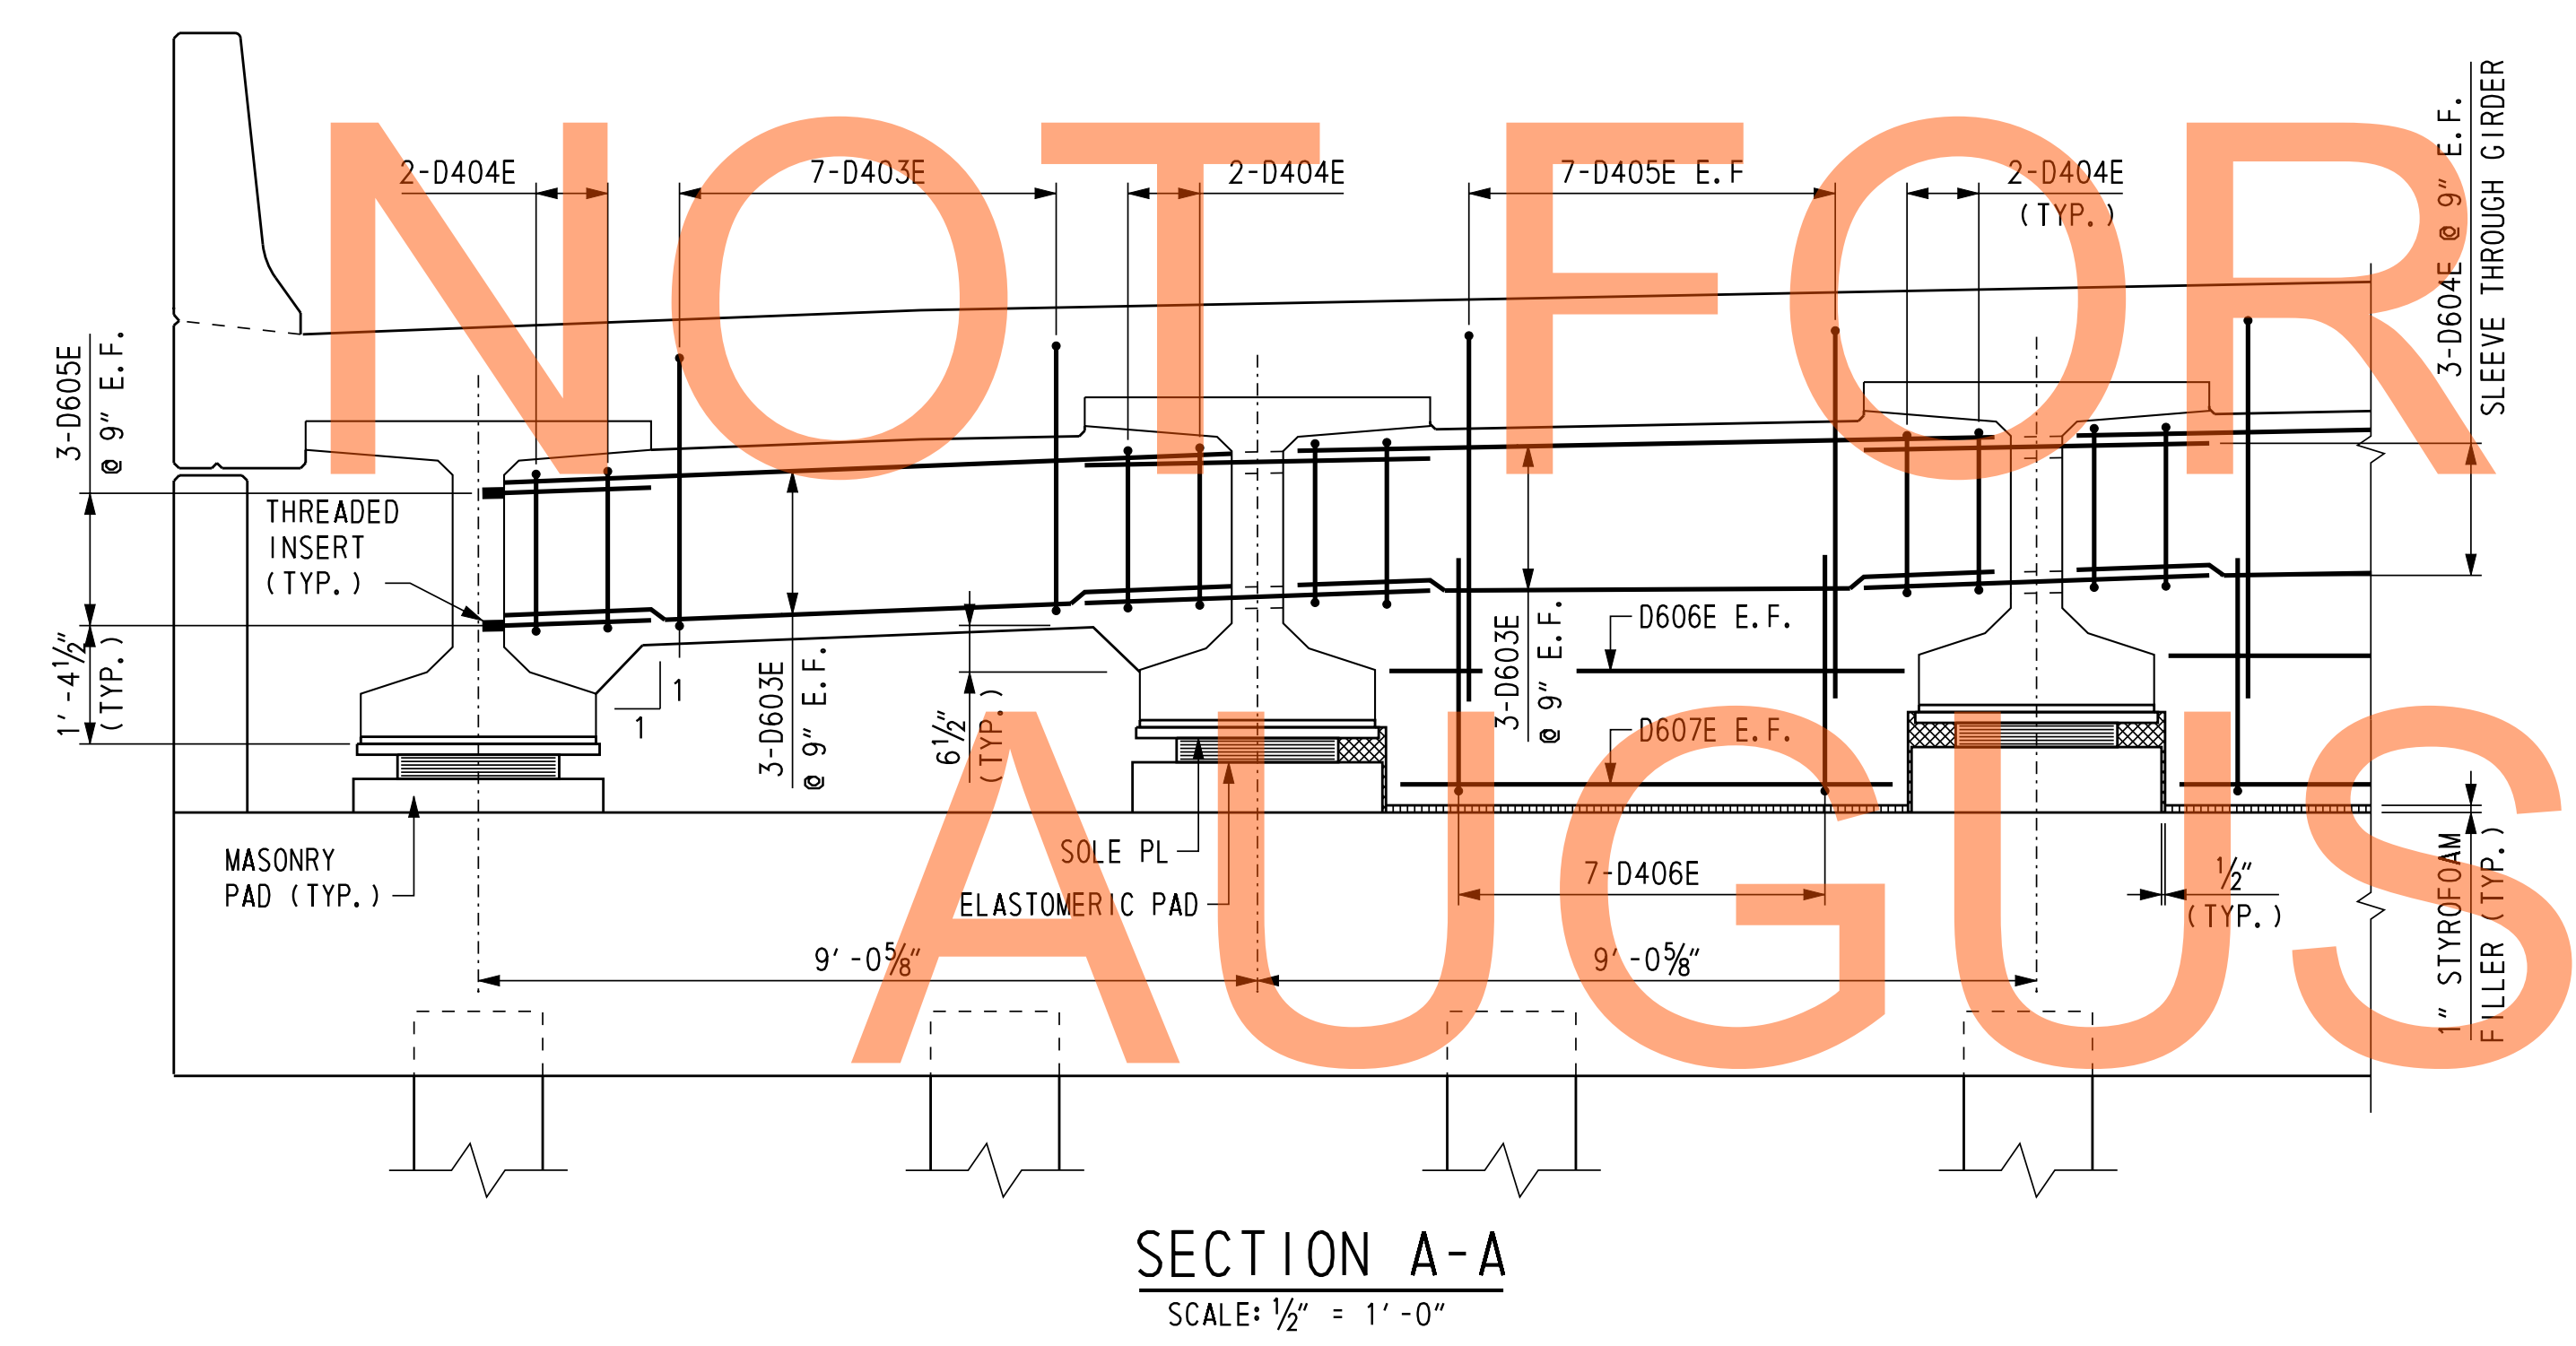 NOT FOR
AUGUS
2-D404E
7-D403E
2-D404E
7-D405E E.F
2-D404E
(TYP.)
3-D604E @ 9" E.F.
SLEEVE THROUGH GIRDER
3-D605E
@ 9" E.F.
THREADED
INSERT
(TYP.)
1'-4½"
(TYP.)
1
1
3-D603E
@ 9" E.F.
6½"
(TYP.)
3-D603E
@ 9" E.F.
D606E E.F.
D607E E.F.
MASONRY
PAD (TYP.)
SOLE PL
ELASTOMERIC PAD
7-D406E
½"
(TYP.)
1" STYROFOAM
FILLER (TYP.)
9'-0⅝"
9'-0⅝"
SECTION A-A
SCALE: ½" = 1'-0"